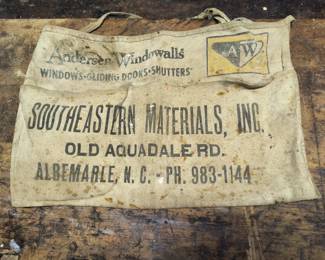 Andersen Windowalls
AW
WINDOWS·GLIDING DOORS·SHUTTERS
SOUTHEASTERN MATERIALS, INC.
OLD AQUADALE RD.
ALBEMARLE, N. C. - PH. 983-1144